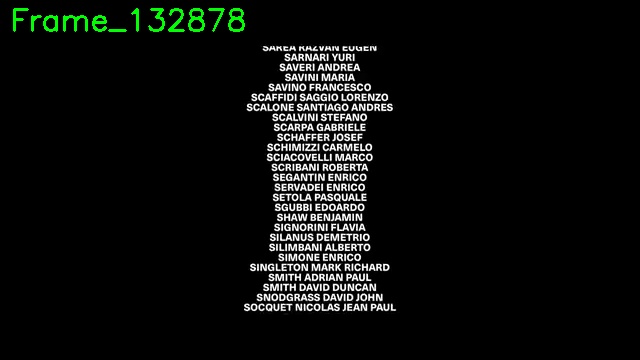 Frame_132878
SAREA RAZVAN EUGEN
SARNARI YURI
SAVERI ANDREA
SAVINI MARIA
SAVINO FRANCESCO
SCAFFIDI SAGGIO LORENZO
SCALONE SANTIAGO ANDRES
SCALVINI STEFANO
SCARPA GABRIELE
SCHAFFER JOSEF
SCHIMIZZI CARMELO
SCIACOVELLI MARCO
SCRIBANI ROBERTA
SEGANTIN ENRICO
SERVADEI ENRICO
SETOLA PASQUALE
SGUBBI EDOARDO
SHAW BENJAMIN
SIGNORINI FLAVIA
SILANUS DEMETRIO
SILIMBANI ALBERTO
SIMONE ENRICO
SINGLETON MARK RICHARD
SMITH ADRIAN PAUL
SMITH DAVID DUNCAN
SNODGRASS DAVID JOHN
SOCQUET NICOLAS JEAN PAUL